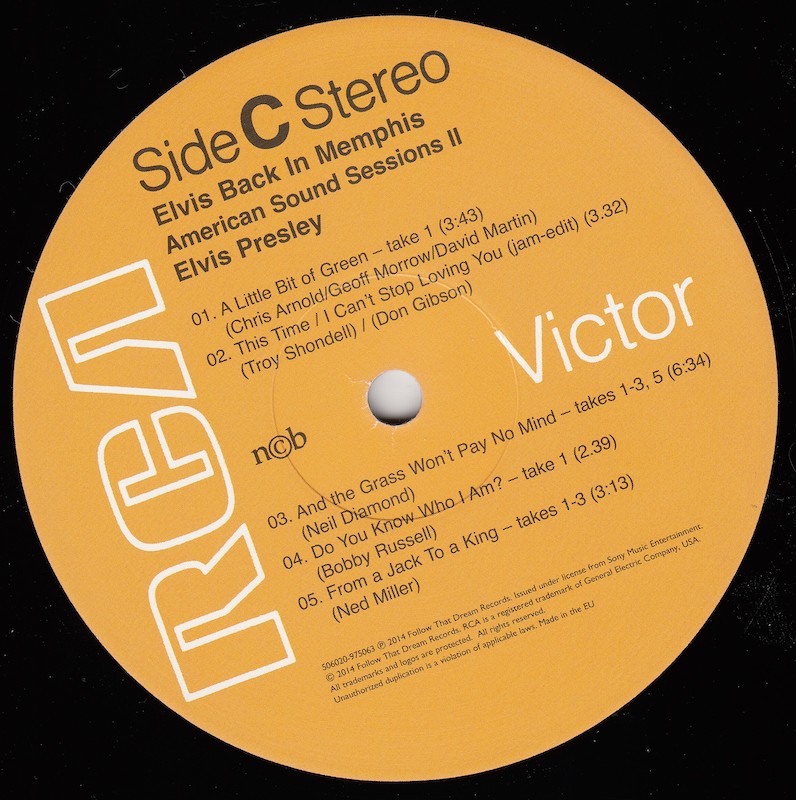 Side C Stereo
Elvis Back In Memphis
American Sound Sessions II
Elvis Presley
01. A Little Bit of Green – take 1 (3:43)
(Chris Arnold/Geoff Morrow/David Martin)
02. This Time / I Can't Stop Loving You (jam-edit) (3.32)
(Troy Shondell) / (Don Gibson)
RCA
Victor
n©b
03. And the Grass Won't Pay No Mind – takes 1-3, 5 (6:34)
(Neil Diamond)
04. Do You Know Who I Am? – take 1 (2.39)
(Bobby Russell)
05. From a Jack To a King – takes 1-3 (3:13)
(Ned Miller)
506020-975063 ℗ 2014 Follow That Dream Records. Issued under license from Sony Music Entertainment.
© 2014 Follow That Dream Records. RCA is a registered trademark of General Electric Company, USA.
All trademarks and logos are protected. All rights reserved.
Unauthorized duplication is a violation of applicable laws. Made in the EU